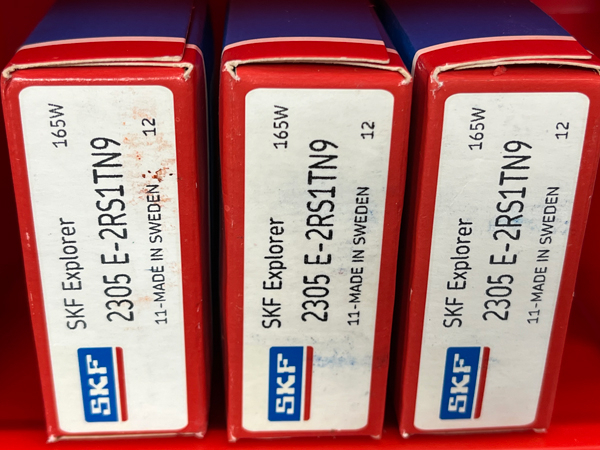 165W
12
SKF Explorer
2305 E-2RS1TN9
11-MADE IN SWEDEN
SKF
165W
12
SKF Explorer
2305 E-2RS1TN9
11-MADE IN SWEDEN
SKF
165W
12
SKF Explorer
2305 E-2RS1TN9
11-MADE IN SWEDEN
SKF